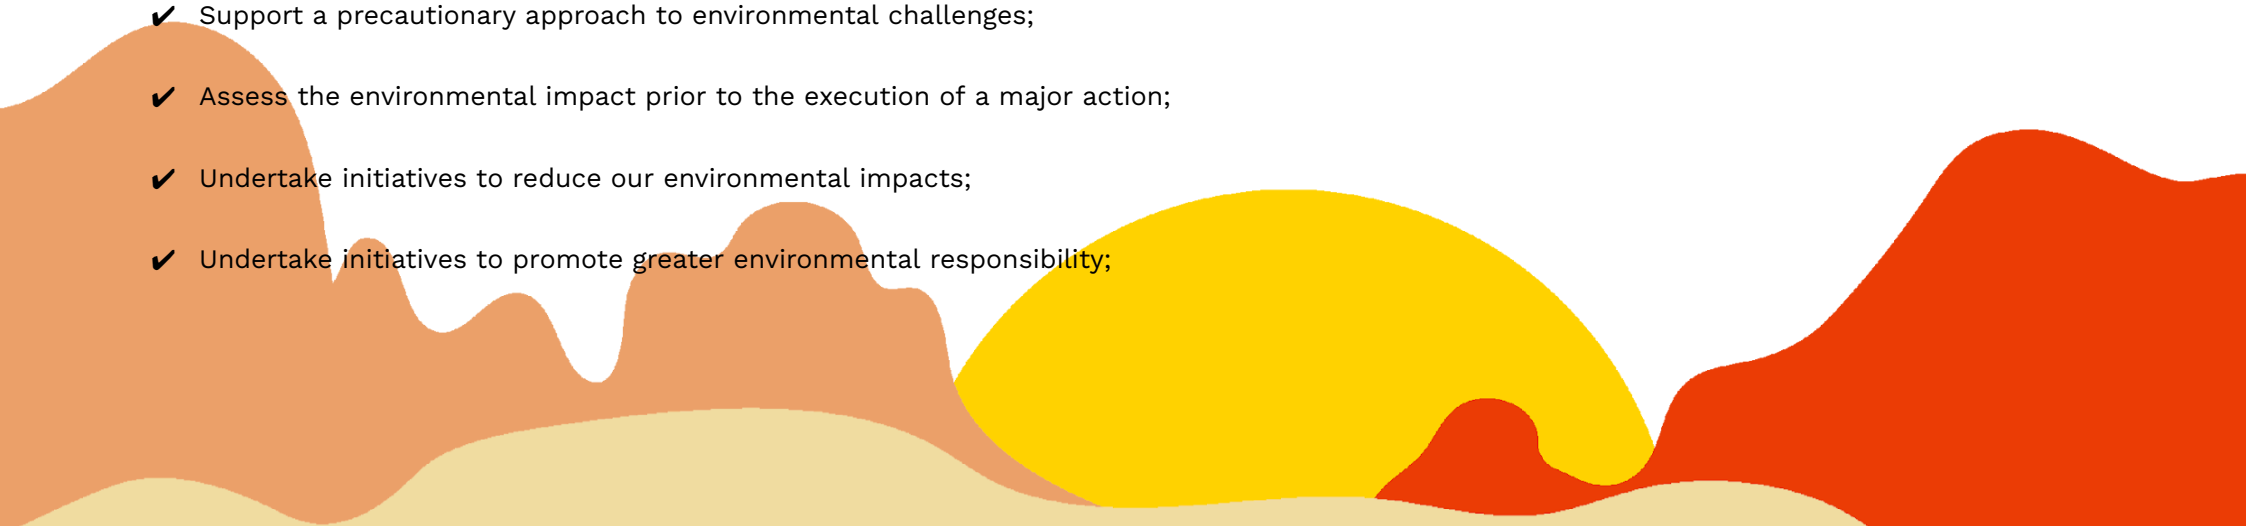 ✔ Support a precautionary approach to environmental challenges;
✔ Assess the environmental impact prior to the execution of a major action;
✔ Undertake initiatives to reduce our environmental impacts;
✔ Undertake initiatives to promote greater environmental responsibility;